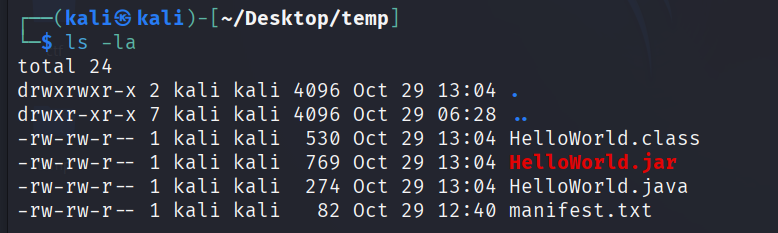 ┌──(kali㉿kali)-[~/Desktop/temp]
└─$ ls -la
total 24
drwxrwxr-x 2 kali kali 4096 Oct 29 13:04 .
drwxr-xr-x 7 kali kali 4096 Oct 29 06:28 ..
-rw-rw-r-- 1 kali kali  530 Oct 29 13:04 HelloWorld.class
-rw-rw-r-- 1 kali kali  769 Oct 29 13:04 HelloWorld.jar
-rw-rw-r-- 1 kali kali  274 Oct 29 13:04 HelloWorld.java
-rw-rw-r-- 1 kali kali   82 Oct 29 12:40 manifest.txt